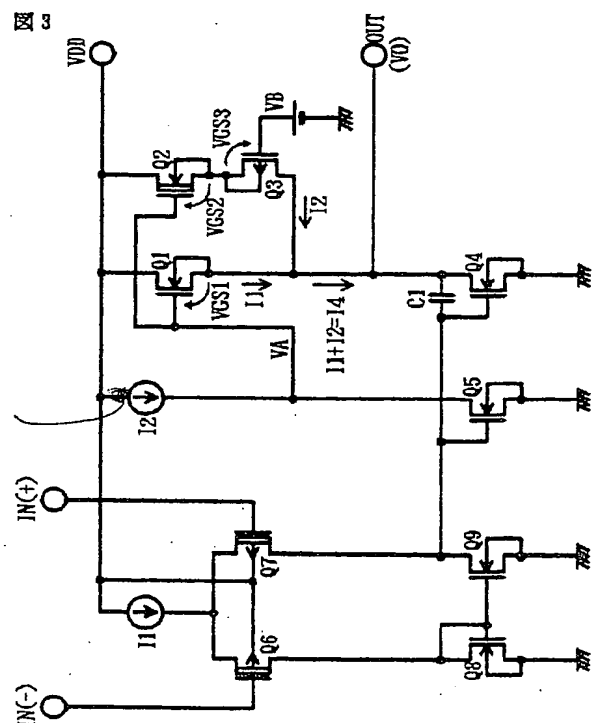 図 3
VDD
OUT
(VO)
Q2
VGS3
VB
VGS2
Q3
I2
Q1
VGS1
I1
I1+I2=I4
VA
C1
Q4
I2
Q5
IN(+)
Q7
Q9
I1
Q6
Q8
IN(-)